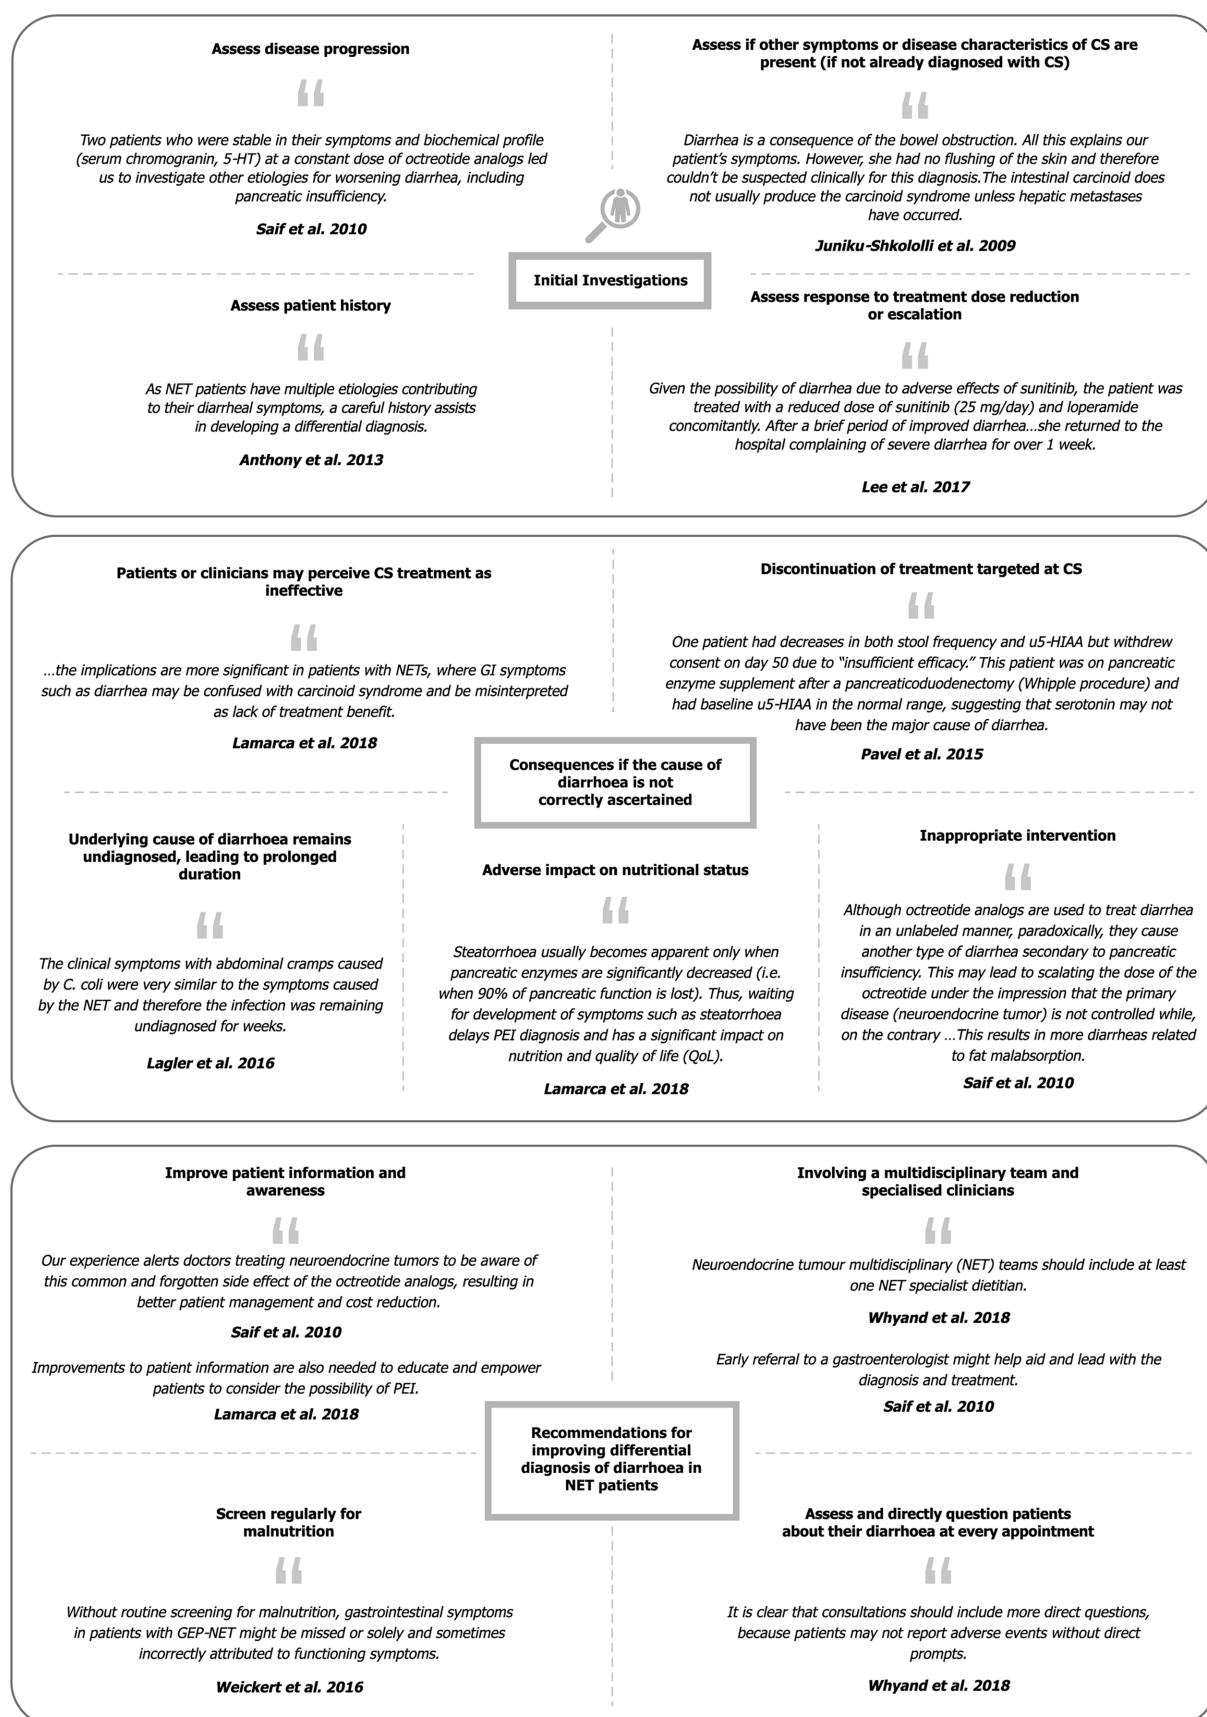 Assess disease progression
Two patients who were stable in their symptoms and biochemical profile
(serum chromogranin, 5-HT) at a constant dose of octreotide analogs led
us to investigate other etiologies for worsening diarrhea, including
pancreatic insufficiency.
Saif et al. 2010
Assess if other symptoms or disease characteristics of CS are
present (if not already diagnosed with CS)
Diarrhea is a consequence of the bowel obstruction. All this explains our
patient's symptoms. However, she had no flushing of the skin and therefore
couldn't be suspected clinically for this diagnosis.The intestinal carcinoid does
not usually produce the carcinoid syndrome unless hepatic metastases
have occurred.
Juniku-Shkololli et al. 2009
Initial Investigations
Assess patient history
As NET patients have multiple etiologies contributing
to their diarrheal symptoms, a careful history assists
in developing a differential diagnosis.
Anthony et al. 2013
Assess response to treatment dose reduction
or escalation
Given the possibility of diarrhea due to adverse effects of sunitinib, the patient was
treated with a reduced dose of sunitinib (25 mg/day) and loperamide
concomitantly. After a brief period of improved diarrhea...she returned to the
hospital complaining of severe diarrhea for over 1 week.
Lee et al. 2017
Patients or clinicians may perceive CS treatment as
ineffective
...the implications are more significant in patients with NETs, where GI symptoms
such as diarrhea may be confused with carcinoid syndrome and be misinterpreted
as lack of treatment benefit.
Lamarca et al. 2018
Discontinuation of treatment targeted at CS
One patient had decreases in both stool frequency and u5-HIAA but withdrew
consent on day 50 due to “insufficient efficacy.” This patient was on pancreatic
enzyme supplement after a pancreaticoduodenectomy (Whipple procedure) and
had baseline u5-HIAA in the normal range, suggesting that serotonin may not
have been the major cause of diarrhea.
Pavel et al. 2015
Consequences if the cause of
diarrhoea is not
correctly ascertained
Underlying cause of diarrhoea remains
undiagnosed, leading to prolonged
duration
The clinical symptoms with abdominal cramps caused
by C. coli were very similar to the symptoms caused
by the NET and therefore the infection was remaining
undiagnosed for weeks.
Lagler et al. 2016
Adverse impact on nutritional status
Steatorrhoea usually becomes apparent only when
pancreatic enzymes are significantly decreased (i.e.
when 90% of pancreatic function is lost). Thus, waiting
for development of symptoms such as steatorrhoea
delays PEI diagnosis and has a significant impact on
nutrition and quality of life (QoL).
Lamarca et al. 2018
Inappropriate intervention
Although octreotide analogs are used to treat diarrhea
in an unlabeled manner, paradoxically, they cause
another type of diarrhea secondary to pancreatic
insufficiency. This may lead to scalating the dose of the
octreotide under the impression that the primary
disease (neuroendocrine tumor) is not controlled while,
on the contrary ...This results in more diarrheas related
to fat malabsorption.
Saif et al. 2010
Improve patient information and
awareness
Our experience alerts doctors treating neuroendocrine tumors to be aware of
this common and forgotten side effect of the octreotide analogs, resulting in
better patient management and cost reduction.
Saif et al. 2010
Improvements to patient information are also needed to educate and empower
patients to consider the possibility of PEI.
Lamarca et al. 2018
Involving a multidisciplinary team and
specialised clinicians
Neuroendocrine tumour multidisciplinary (NET) teams should include at least
one NET specialist dietitian.
Whyand et al. 2018
Early referral to a gastroenterologist might help aid and lead with the
diagnosis and treatment.
Saif et al. 2010
Recommendations for
improving differential
diagnosis of diarrhoea in
NET patients
Screen regularly for
malnutrition
Without routine screening for malnutrition, gastrointestinal symptoms
in patients with GEP-NET might be missed or solely and sometimes
incorrectly attributed to functioning symptoms.
Weickert et al. 2016
Assess and directly question patients
about their diarrhoea at every appointment
It is clear that consultations should include more direct questions,
because patients may not report adverse events without direct
prompts.
Whyand et al. 2018